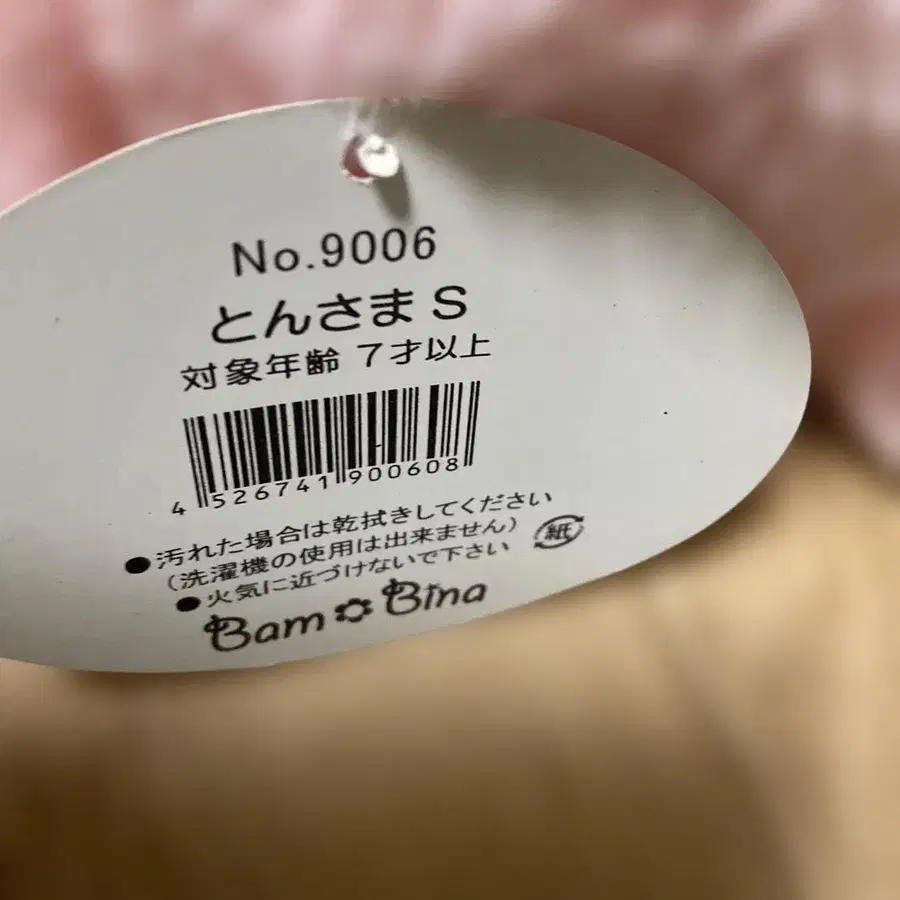 No.9006
とんさま S
対象年齢 7才以上
4 526741 900608
●汚れた場合は乾拭きしてください
(洗濯機の使用は出来ません)
●火気に近づけないで下さい
紙
Bam Bina